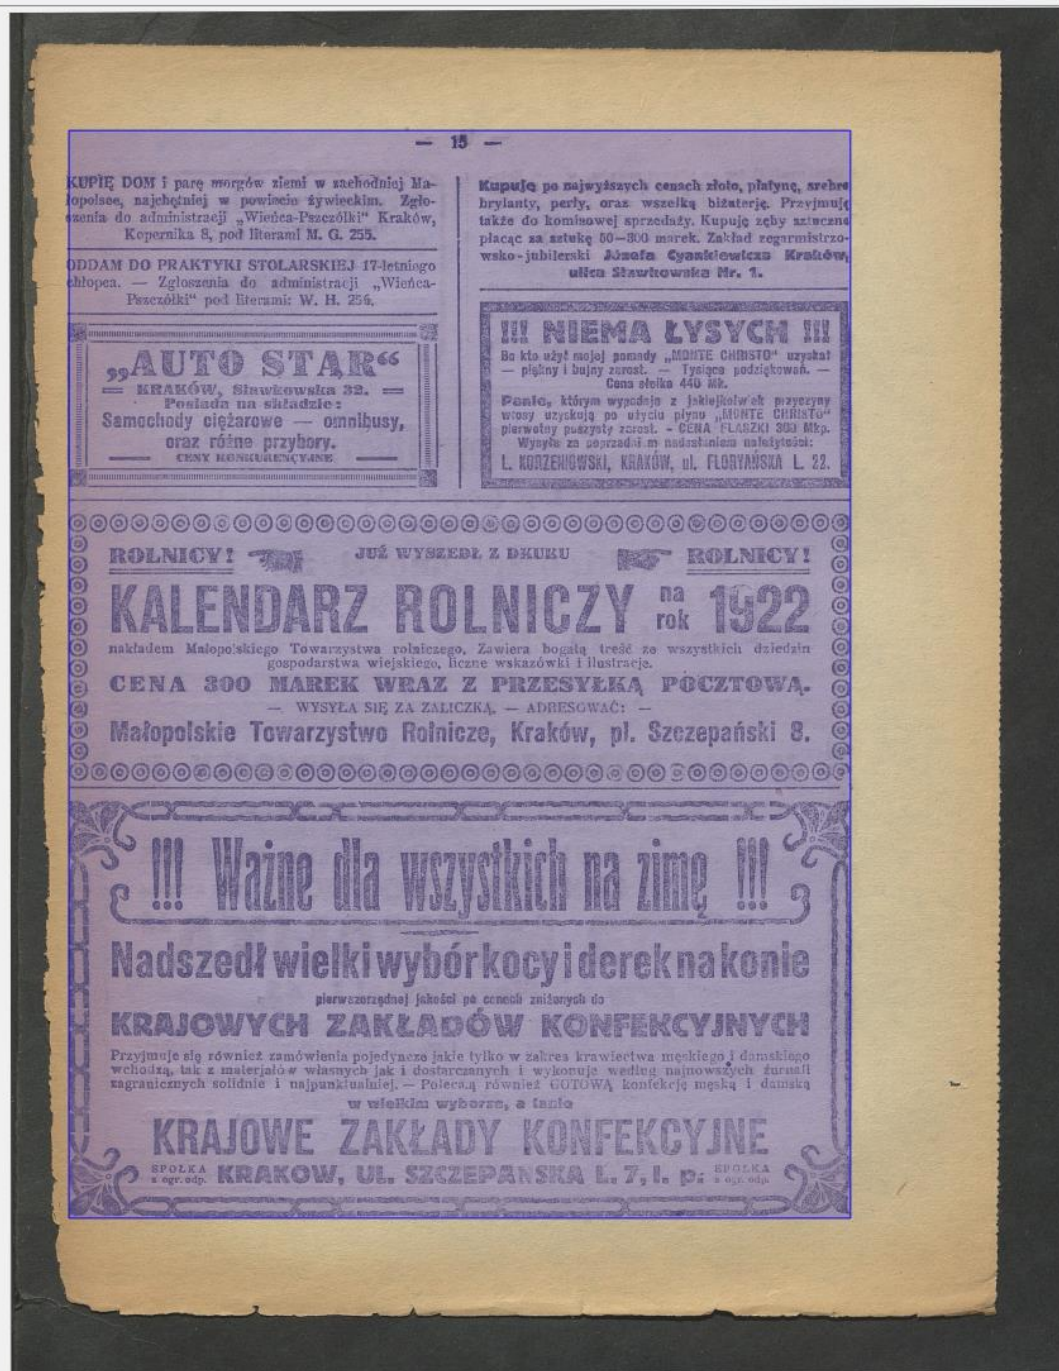 — 15 —
KUPIĘ DOM i parę morgów ziemi w zachodniej Ma-
łopolsce, najchętniej w powiecie żywieckim. Zgło-
szenia do administracji „Wieńca-Pszczółki“ Kraków,
Kopernika 8, pod literami M. G. 255.
ODDAM DO PRAKTYKI STOLARSKIEJ 17-letniego
chłopca. — Zgłoszenia do administracji „Wieńca-
Pszczółki“ pod literami: W. H. 254.
„AUTO STAR“
KRAKÓW, Sławkowska 32.
Posiada na składzie:
Samochody ciężarowe — omnibusy,
oraz różne przybory.
CENY KONKURENCYJNE
Kupuję po najwyższych cenach złoto, platynę, srebro
brylanty, perły, oraz wszelką biżuterję. Przyjmuję
także do komisowej sprzedaży. Kupuję zęby sztuczne
płacąc za sztukę 50—300 marek. Zakład zegarmistrzo-
wsko-jubilerski Józefa Cyankiewicza Kraków,
ulica Sławkowska Nr. 1.
!!! NIEMA ŁYSYCH !!!
Bo kto użył mojej pomady „MONTE CHRISTO“ uzyskał
— piękny i bujny zarost. — Tysiące podziękowań. —
Cena słoika 440 Mk.
Panie, którym wypadają z jakiejkolwiek przyczyny
włosy uzyskują po użyciu płynu „MONTE CHRISTO“
pierwotny puszysty zarost. - CENA FLASZKI 300 Mkp.
Wysyła za poprzedniem nadesłaniem należytości:
L. KORZENIOWSKI, KRAKÓW, ul. FLORYAŃSKA L. 22.
ROLNICY! JUŻ WYSZEDŁ Z DRUKU ROLNICY!
KALENDARZ ROLNICZY na rok 1922
nakładem Małopolskiego Towarzystwa rolniczego. Zawiera bogatą treść ze wszystkich dziedzin
gospodarstwa wiejskiego, liczne wskazówki i ilustracje.
CENA 300 MAREK WRAZ Z PRZESYŁKĄ POCZTOWĄ.
— WYSYŁA SIĘ ZA ZALICZKĄ. — ADRESOWAĆ: —
Małopolskie Towarzystwo Rolnicze, Kraków, pl. Szczepański 8.
!!! Ważne dla wszystkich na zimę !!!
Nadszedł wielki wybór kocy i derek na konie
pierwszorzędnej jakości po cenach zniżonych do
KRAJOWYCH ZAKŁADÓW KONFEKCYJNYCH
Przyjmuje się również zamówienia pojedyncze jakie tylko w zakres krawiectwa męskiego i damskiego
wchodzą, tak z materjałów własnych jak i dostarczanych i wykonuje według najnowszych żurnali
zagranicznych solidnie i najpunktualniej. — Polecają również GOTOWĄ konfekcję męską i damską
w wielkim wyborze, a tanio
KRAJOWE ZAKŁADY KONFEKCYJNE
SPÓŁKA z ogr. odp. KRAKÓW, UL. SZCZEPAŃSKA L. 7, I. p. SPÓŁKA z ogr. odp.